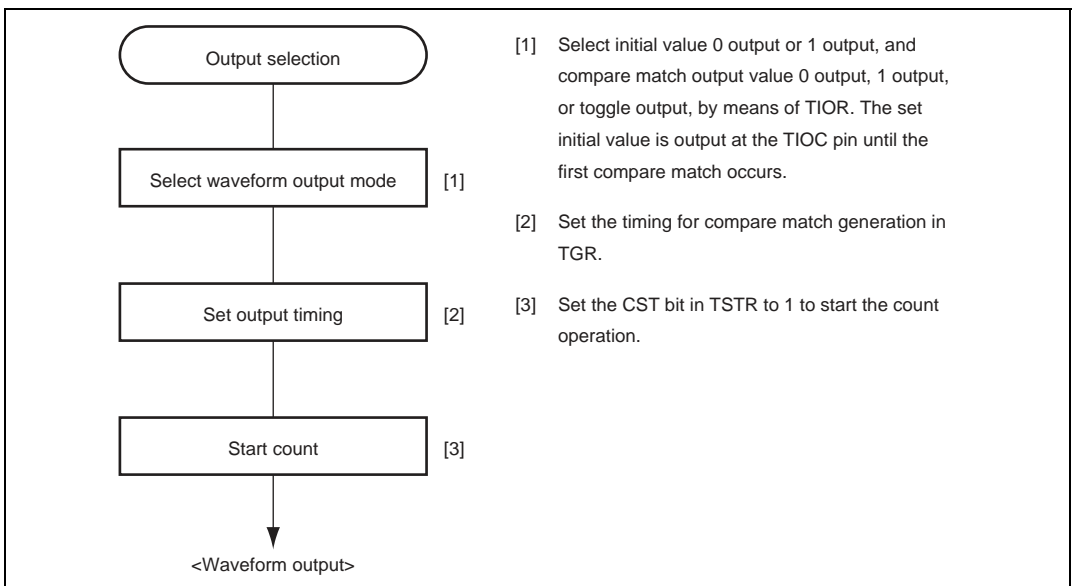 Output selection
Select waveform output mode [1]
Set output timing [2]
Start count [3]
<Waveform output>
[1] Select initial value 0 output or 1 output, and
compare match output value 0 output, 1 output,
or toggle output, by means of TIOR. The set
initial value is output at the TIOC pin until the
first compare match occurs.
[2] Set the timing for compare match generation in
TGR.
[3] Set the CST bit in TSTR to 1 to start the count
operation.